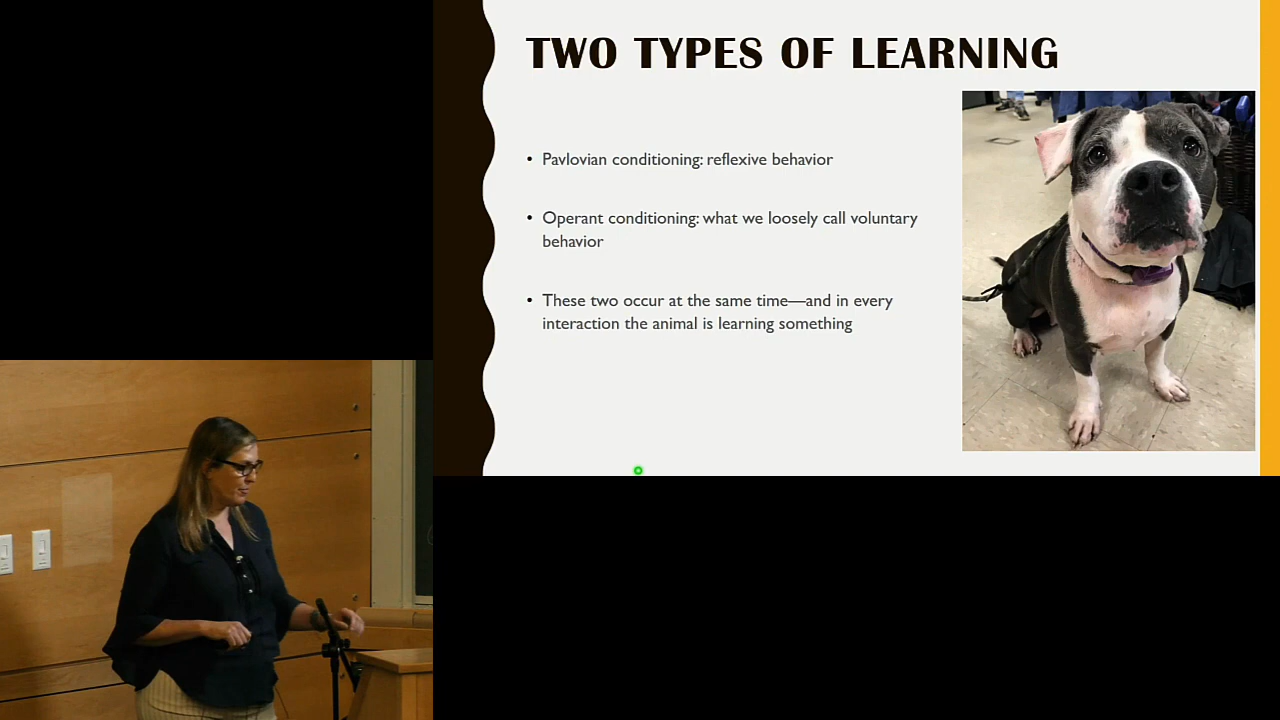 TWO TYPES OF LEARNING
• Pavlovian conditioning: reflexive behavior
• Operant conditioning: what we loosely call voluntary
behavior
• These two occur at the same time—and in every
interaction the animal is learning something